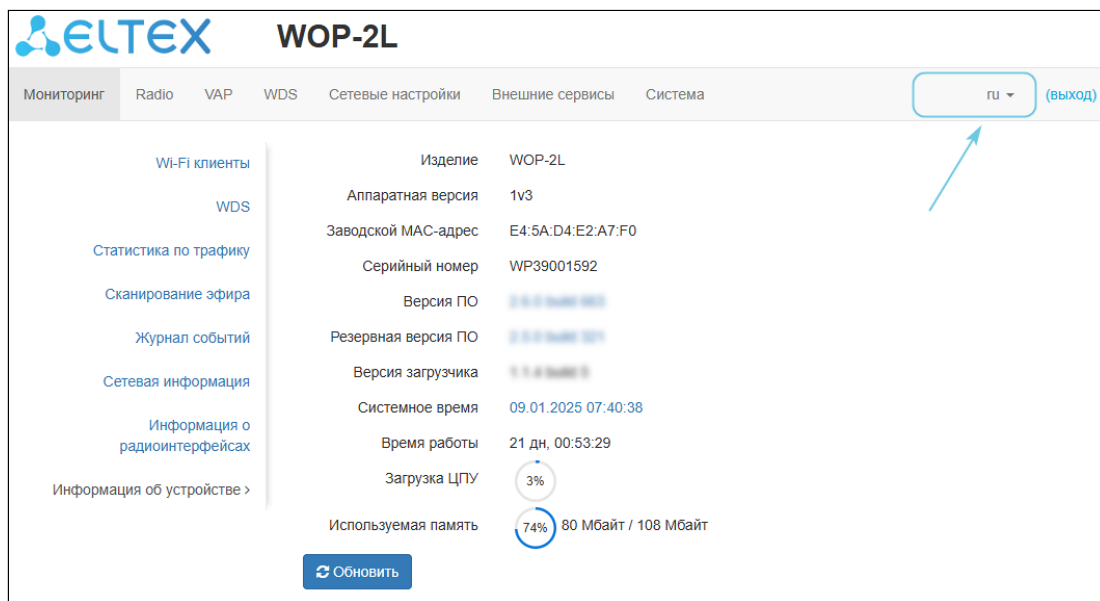 ELTEX WOP-2L
Мониторинг Radio VAP WDS Сетевые настройки Внешние сервисы Система ru (выход)
Wi-Fi клиенты
WDS
Статистика по трафику
Сканирование эфира
Журнал событий
Сетевая информация
Информация о
радиоинтерфейсах
Информация об устройстве >
Изделие WOP-2L
Аппаратная версия 1v3
Заводской MAC-адрес E4:5A:D4:E2:A7:F0
Серийный номер WP39001592
Версия ПО
Резервная версия ПО
Версия загрузчика
Системное время 09.01.2025 07:40:38
Время работы 21 дн, 00:53:29
Загрузка ЦПУ 3%
Используемая память 74% 80 Мбайт / 108 Мбайт
Обновить